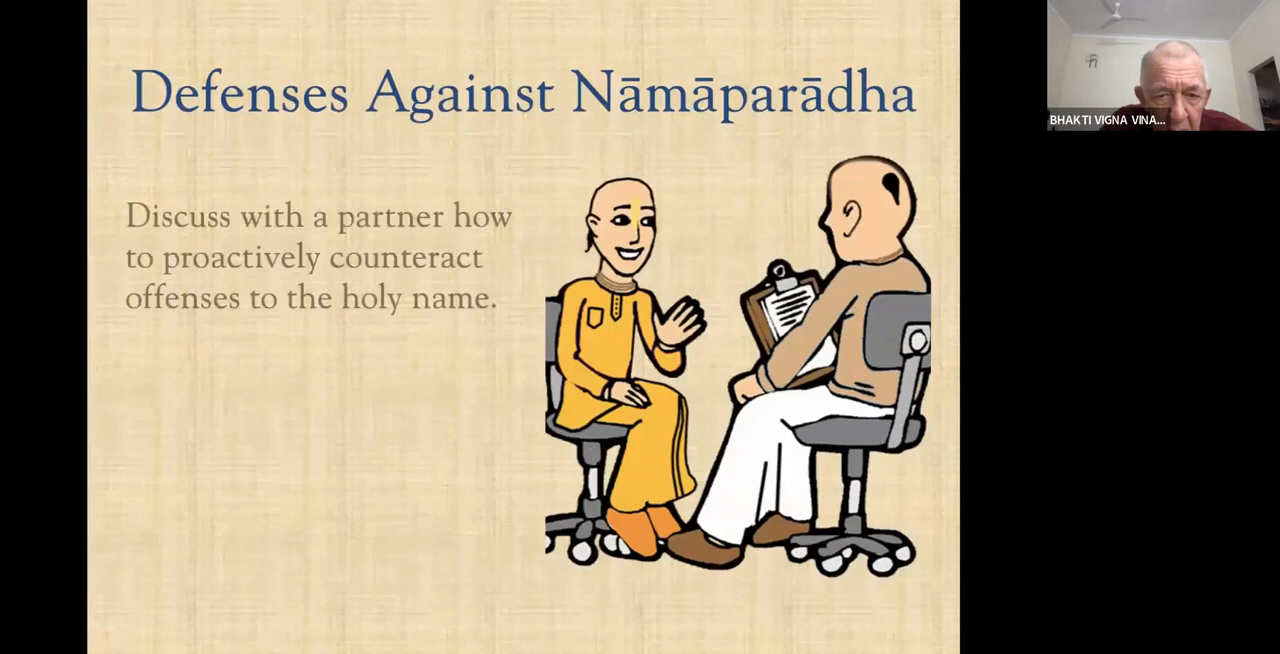 Defenses Against Nāmāparādha
Discuss with a partner how
to proactively counteract
offenses to the holy name.
BHAKTI VIGNA VINA...